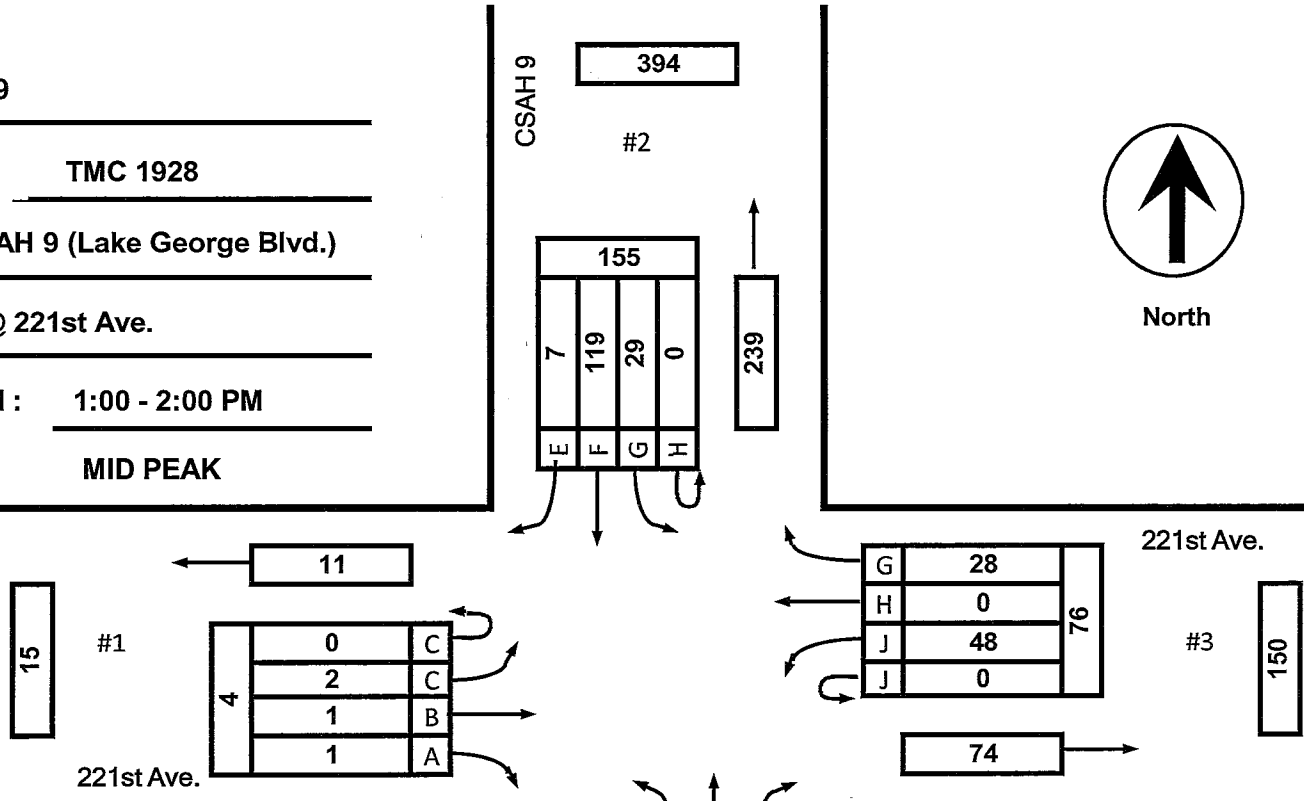 9
TMC 1928
AH 9 (Lake George Blvd.)
@ 221st Ave.
1:00 - 2:00 PM
MID PEAK
CSAH 9
394
#2
155
7 119 29 0
E F G H
239
North
11
15
#1
4
0 C
2 C
1 B
1 A
221st Ave.
221st Ave.
G 28
H 0
J 48
J 0
76
#3
150
74